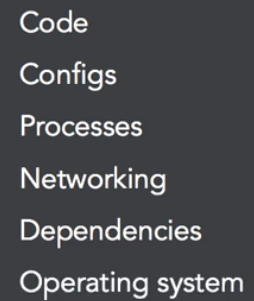 Code
Configs
Processes
Networking
Dependencies
Operating system